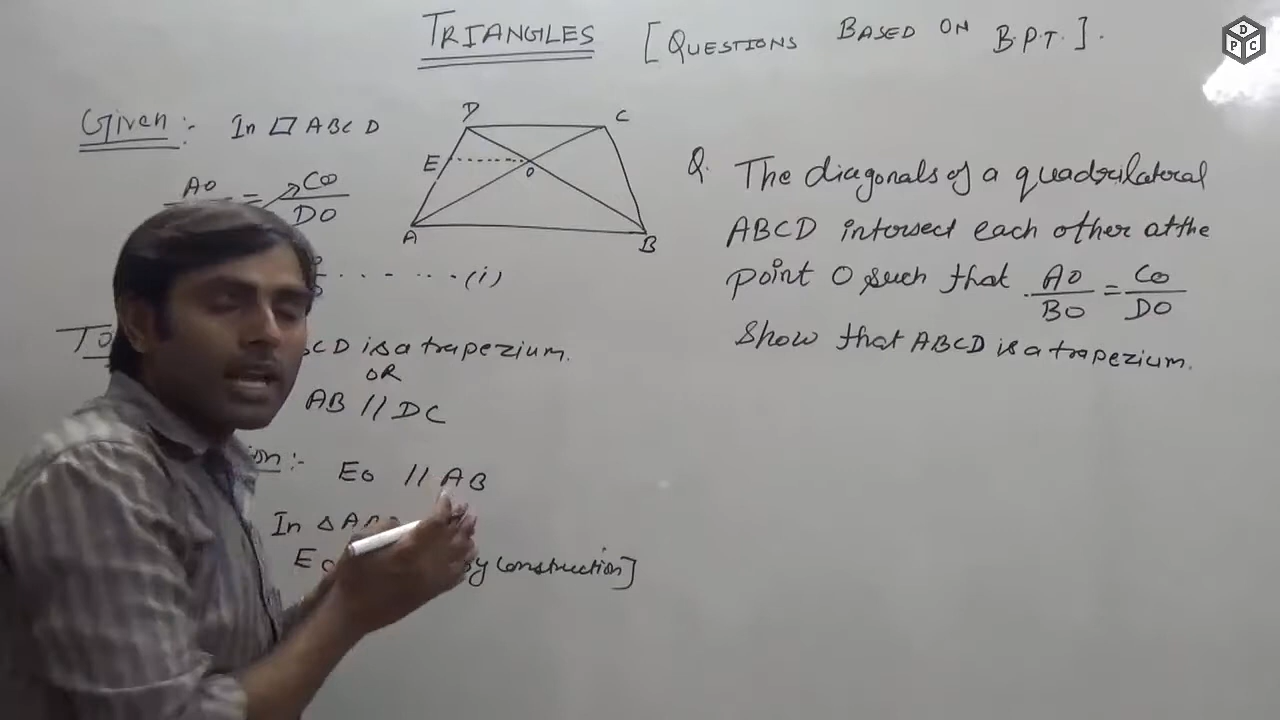 TRIANGLES [QUESTIONS BASED ON B.P.T.].
Given:- In ▱ ABCD
AO = CO
DO
. . . . . . . (i)
To
CD is a trapezium.
OR
AB // DC
:-
EO // AB
In △ A
E by construction]
D C
E O
A B
Q. The diagonals of a quadrilateral
ABCD intersect each other at the
point O such that AO/BO = CO/DO
Show that ABCD is a trapezium.
D
P C